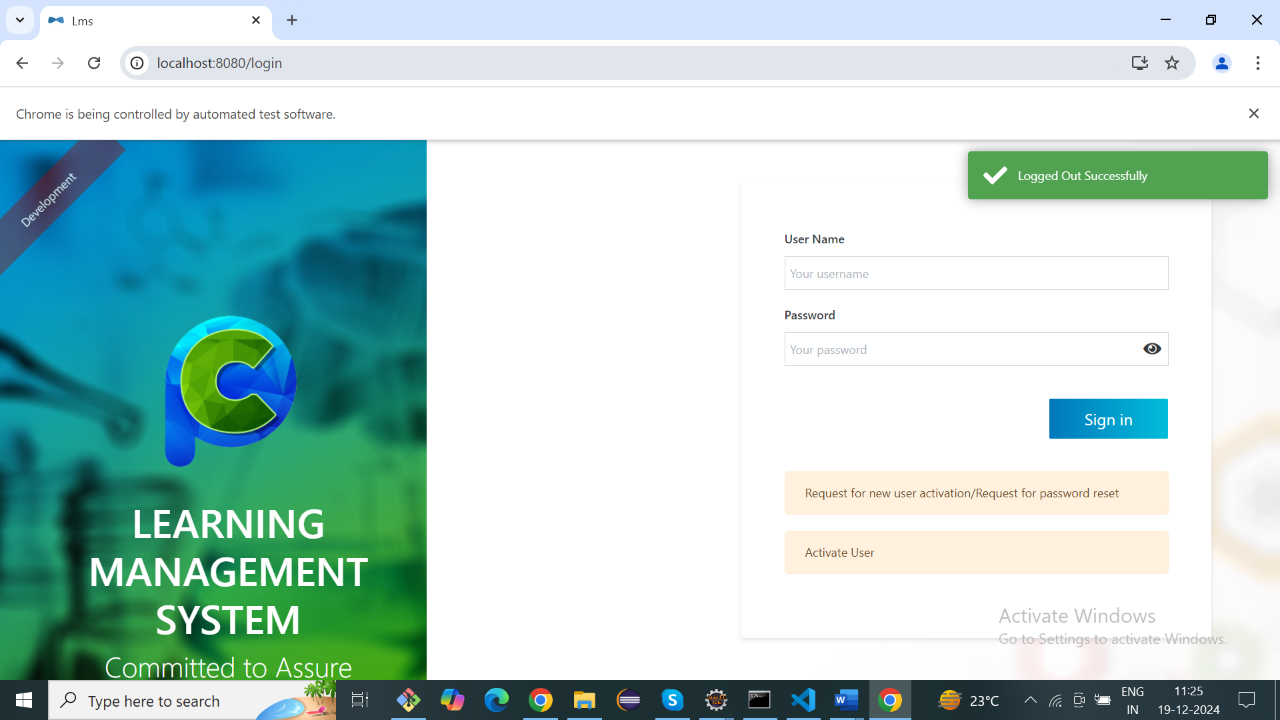 Lms
localhost:8080/login
Chrome is being controlled by automated test software.
Development
Logged Out Successfully
User Name
Your username
Password
Your password
Sign in
Request for new user activation/Request for password reset
Activate User
LEARNING
MANAGEMENT
SYSTEM
Committed to Assure
Activate Windows
Go to Settings to activate Windows.
Type here to search
23°C
ENG
IN
11:25
19-12-2024